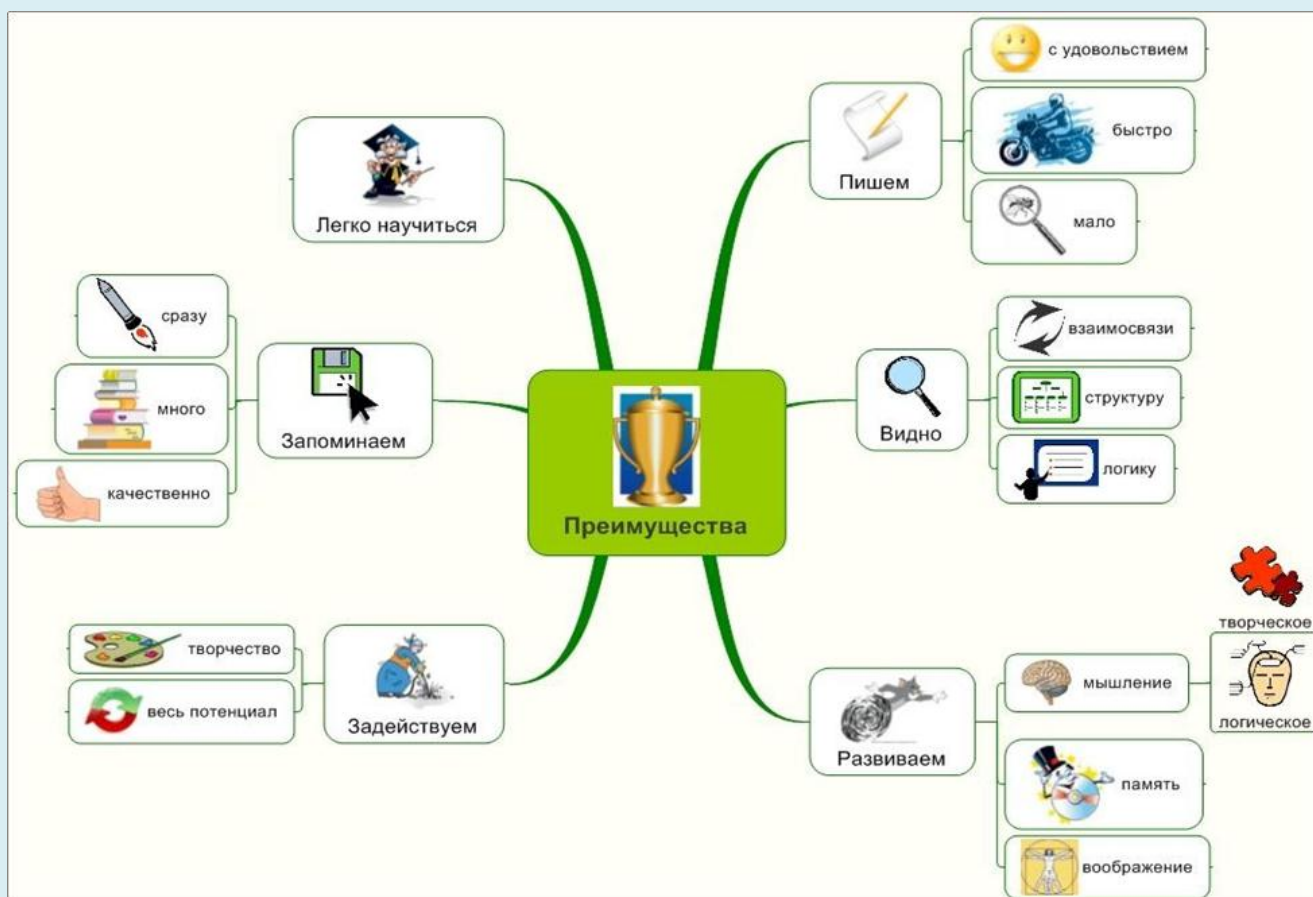 Преимущества
Пишем
с удовольствием
быстро
мало
Видно
взаимосвязи
структуру
логику
Развиваем
мышление
творческое
логическое
память
воображение
Задействуем
творчество
весь потенциал
Запоминаем
сразу
много
качественно
Легко научиться